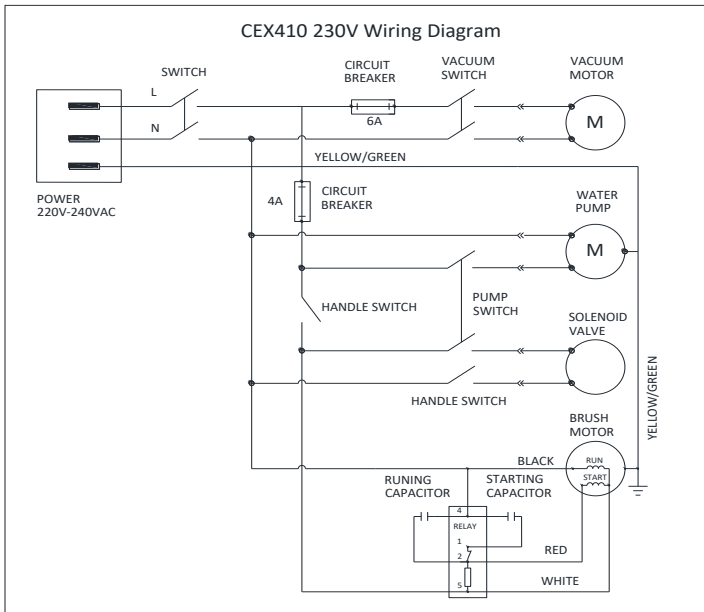 CEX410 230V Wiring Diagram
SWITCH
CIRCUIT
BREAKER
VACUUM
SWITCH
VACUUM
MOTOR
L
6A
M
N
YELLOW/GREEN
POWER
220V-240VAC
4A
CIRCUIT
BREAKER
WATER
PUMP
M
HANDLE SWITCH
PUMP
SWITCH
SOLENOID
VALVE
HANDLE SWITCH
YELLOW/GREEN
BRUSH
MOTOR
BLACK
RUN
START
RUNING
CAPACITOR
STARTING
CAPACITOR
4
RELAY
1
2
RED
5
WHITE